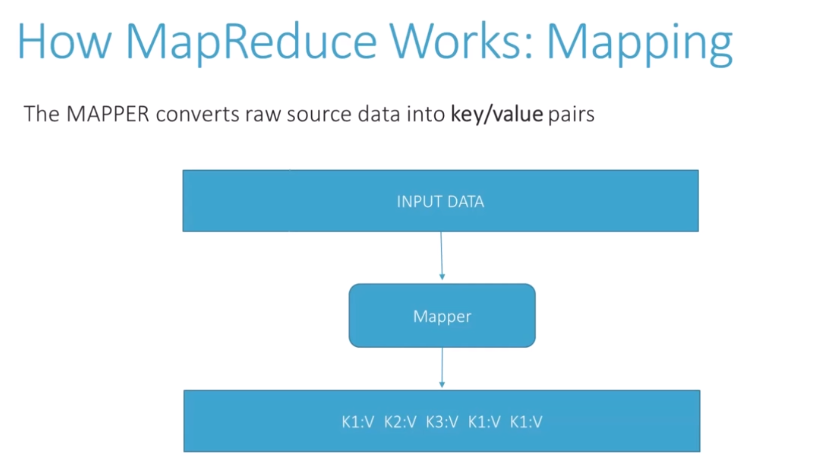 How MapReduce Works: Mapping
The MAPPER converts raw source data into key/value pairs
INPUT DATA
Mapper
K1:V K2:V K3:V K1:V K1:V